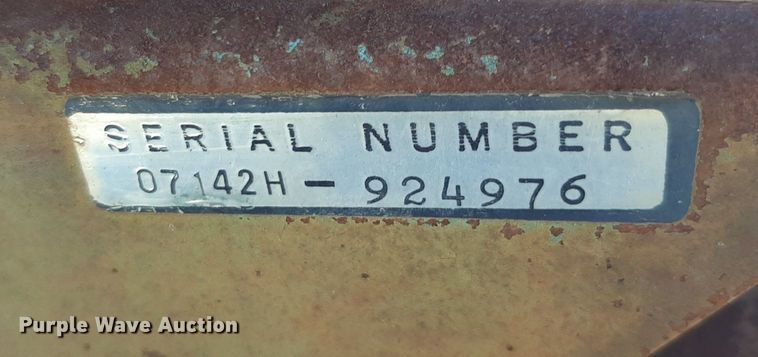 SERIAL NUMBER
07142H - 924976
Purple Wave Auction